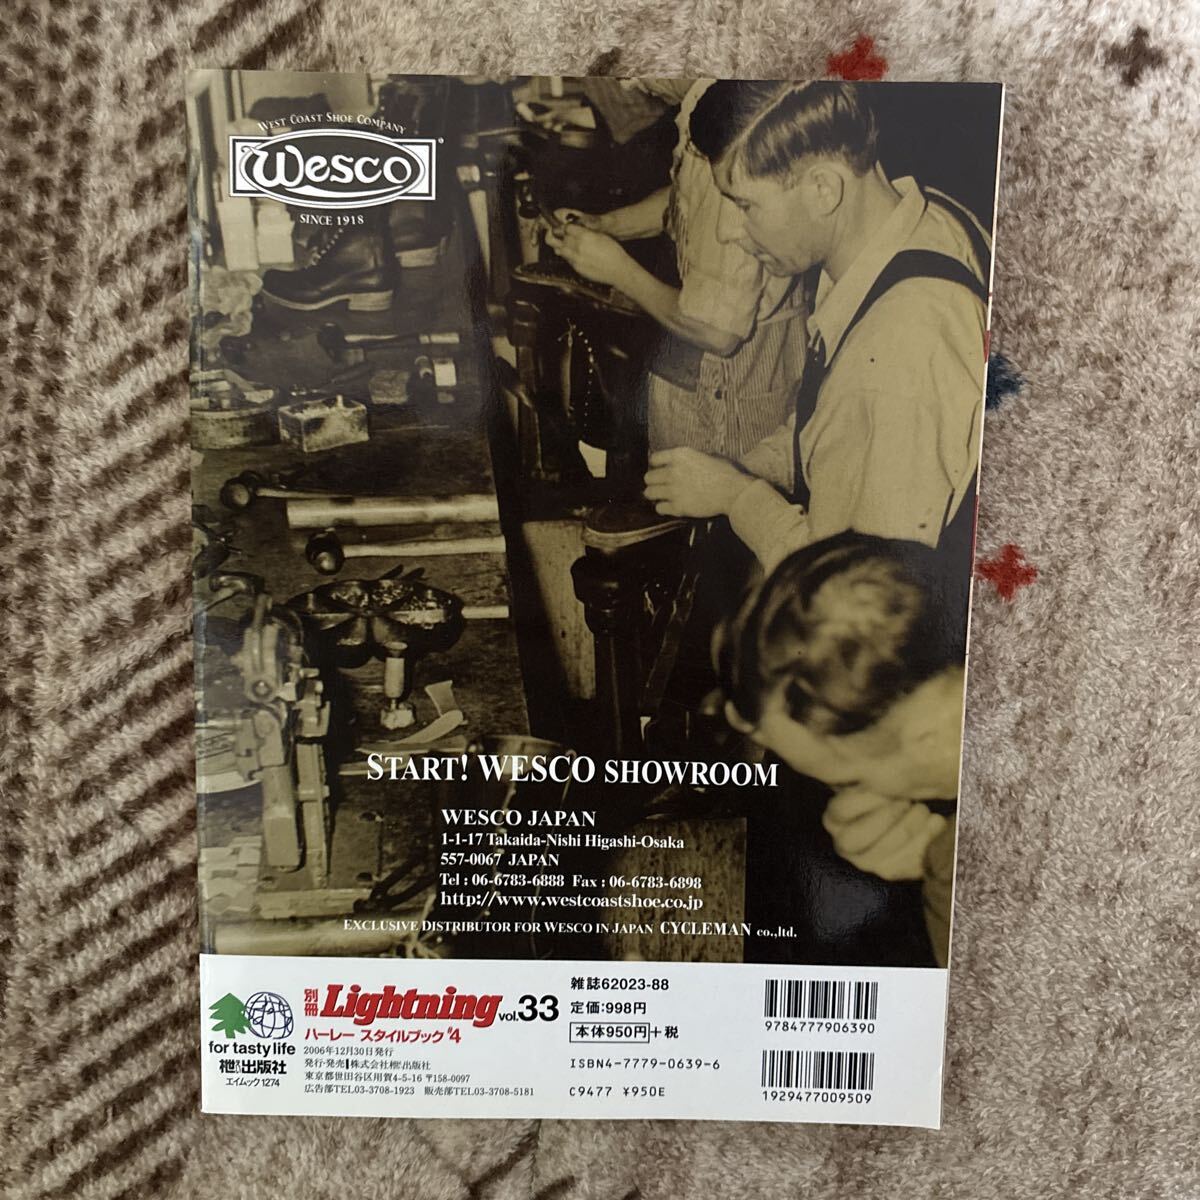 WEST COAST SHOE COMPANY
Wesco®
SINCE 1918
START! WESCO SHOWROOM
WESCO JAPAN
1-1-17 Takaida-Nishi Higashi-Osaka
557-0067 JAPAN
Tel : 06-6783-6888 Fax : 06-6783-6898
http://www.westcoastshoe.co.jp
EXCLUSIVE DISTRIBUTOR FOR WESCO IN JAPAN CYCLEMAN co.,ltd.
for tasty life
枻出版社
エイムック 1274
別冊 Lightning vol.33
ハーレー スタイルブック #4
2006年12月30日発行
発行・発売 株式会社枻出版社
東京都世田谷区用賀4-5-16 〒158-0097
広告部TEL03-3708-1923 販売部TEL03-3708-5181
雑誌62023-88
定価:998円
本体950円+税
ISBN4-7779-0639-6
C9477 ¥950E
9784777906390
1929477009509